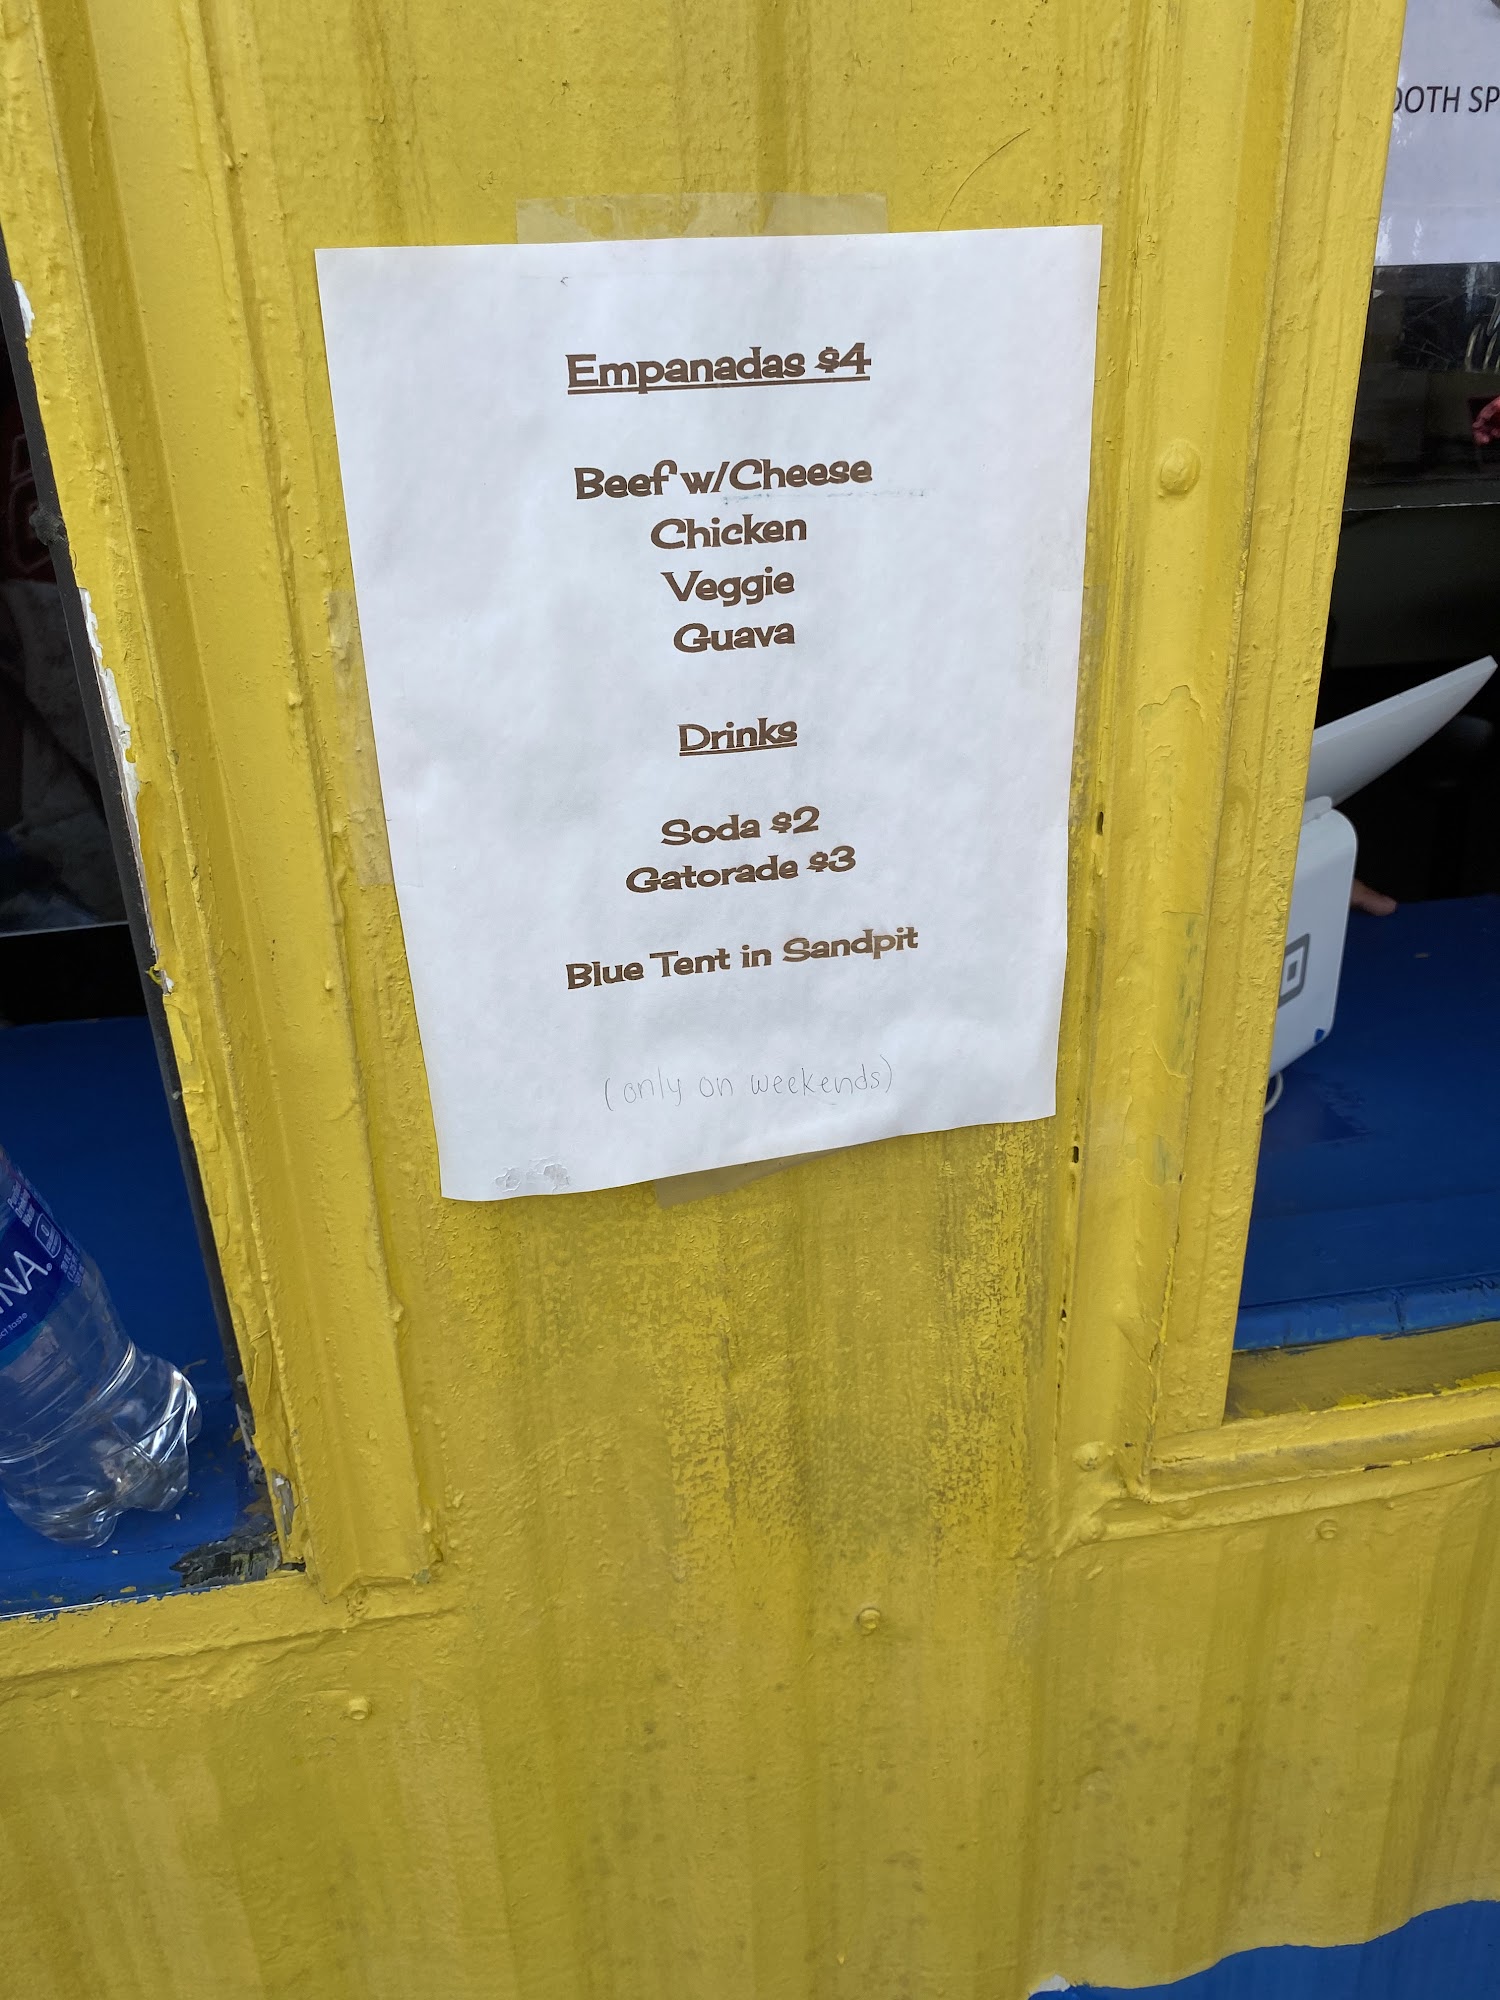 Empanadas $4
Beef w/Cheese
Chicken
Veggie
Guava
Drinks
Soda $2
Gatorade $3
Blue Tent in Sandpit
(only on weekends)